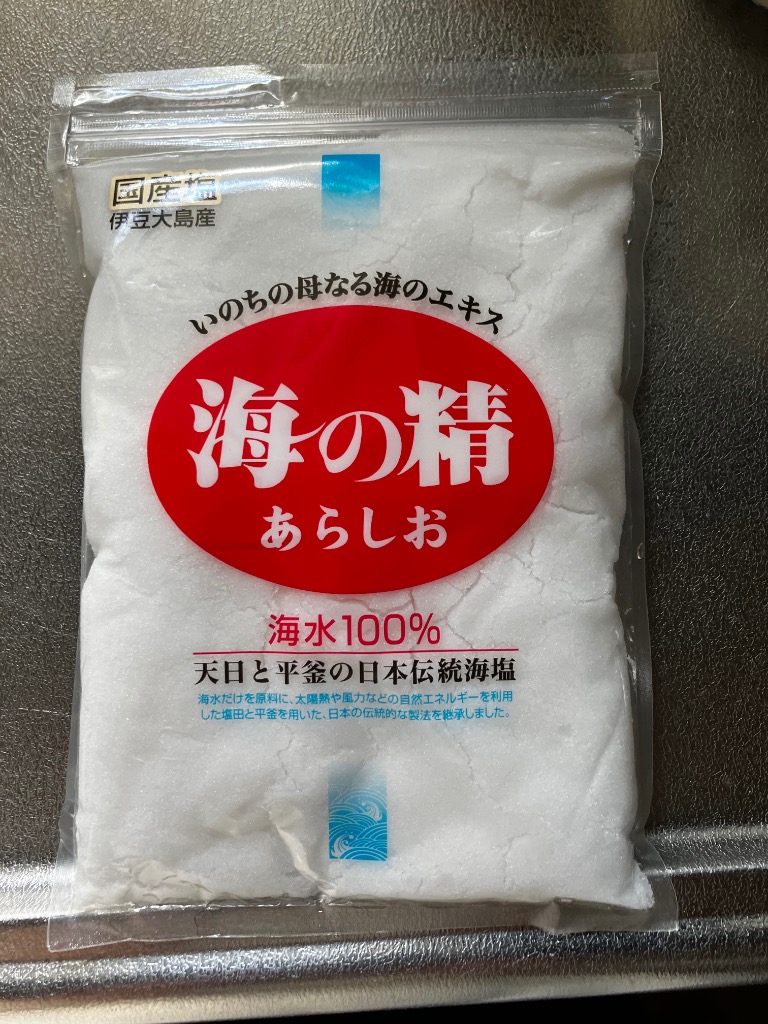 国産塩
伊豆大島産
いのちの母なる海のエキス
海の精
あらしお
海水100%
天日と平釜の日本伝統海塩
海水だけを原料に、太陽熱や風力などの自然エネルギーを利用
した塩田と平釜を用いた、日本の伝統的な製法を継承しました。